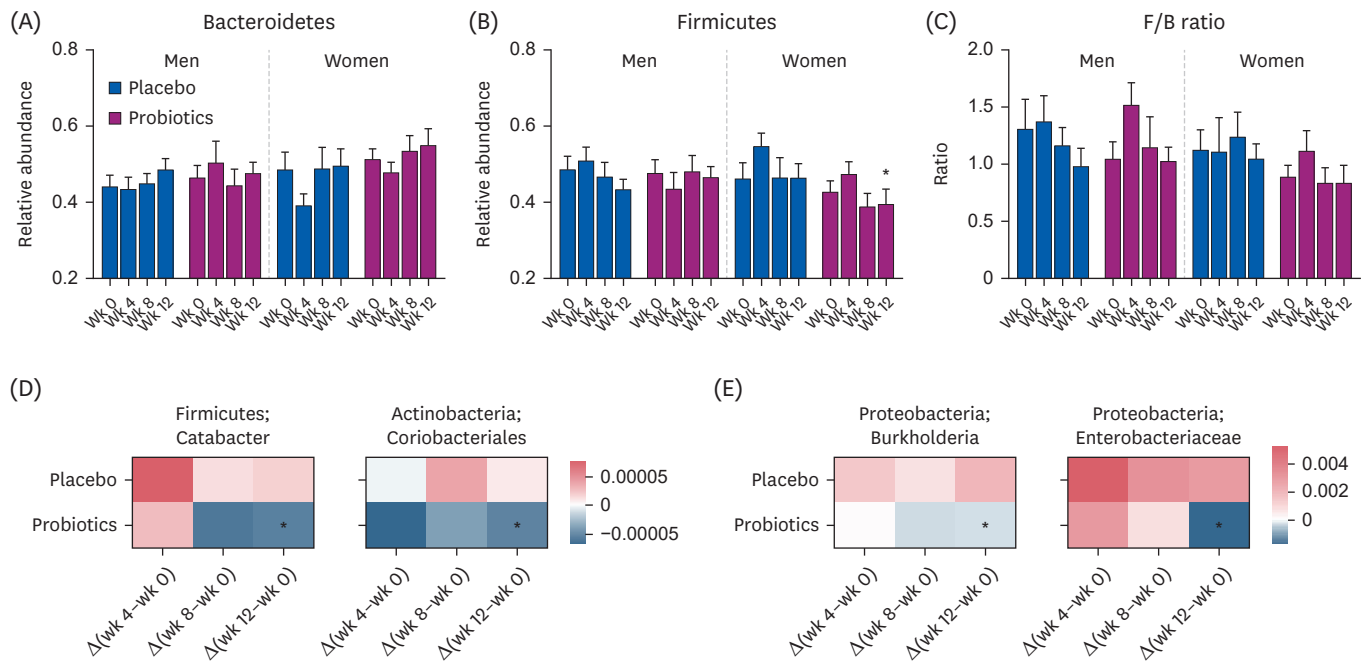 (A)
Bacteroidetes
0.8
0.6
0.4
0.2
Relative abundance
Men
Women
Placebo
Probiotics
Wk 0
Wk 4
Wk 8
Wk 12
Wk 0
Wk 4
Wk 8
Wk 12
Wk 0
Wk 4
Wk 8
Wk 12
Wk 0
Wk 4
Wk 8
Wk 12
(B)
Firmicutes
0.8
0.6
0.4
0.2
Relative abundance
Men
Women
*
Wk 0
Wk 4
Wk 8
Wk 12
Wk 0
Wk 4
Wk 8
Wk 12
Wk 0
Wk 4
Wk 8
Wk 12
Wk 0
Wk 4
Wk 8
Wk 12
(C)
F/B ratio
2.0
1.5
1.0
0.5
0
Ratio
Men
Women
Wk 0
Wk 4
Wk 8
Wk 12
Wk 0
Wk 4
Wk 8
Wk 12
Wk 0
Wk 4
Wk 8
Wk 12
Wk 0
Wk 4
Wk 8
Wk 12
(D)
Firmicutes;
Catabacter
Actinobacteria;
Coriobacteriales
Placebo
Probiotics
*
*
0.00005
0
−0.00005
Δ(wk 4−wk 0)
Δ(wk 8−wk 0)
Δ(wk 12−wk 0)
Δ(wk 4−wk 0)
Δ(wk 8−wk 0)
Δ(wk 12−wk 0)
(E)
Proteobacteria;
Burkholderia
Proteobacteria;
Enterobacteriaceae
Placebo
Probiotics
*
*
0.004
0.002
0
Δ(wk 4−wk 0)
Δ(wk 8−wk 0)
Δ(wk 12−wk 0)
Δ(wk 4−wk 0)
Δ(wk 8−wk 0)
Δ(wk 12−wk 0)